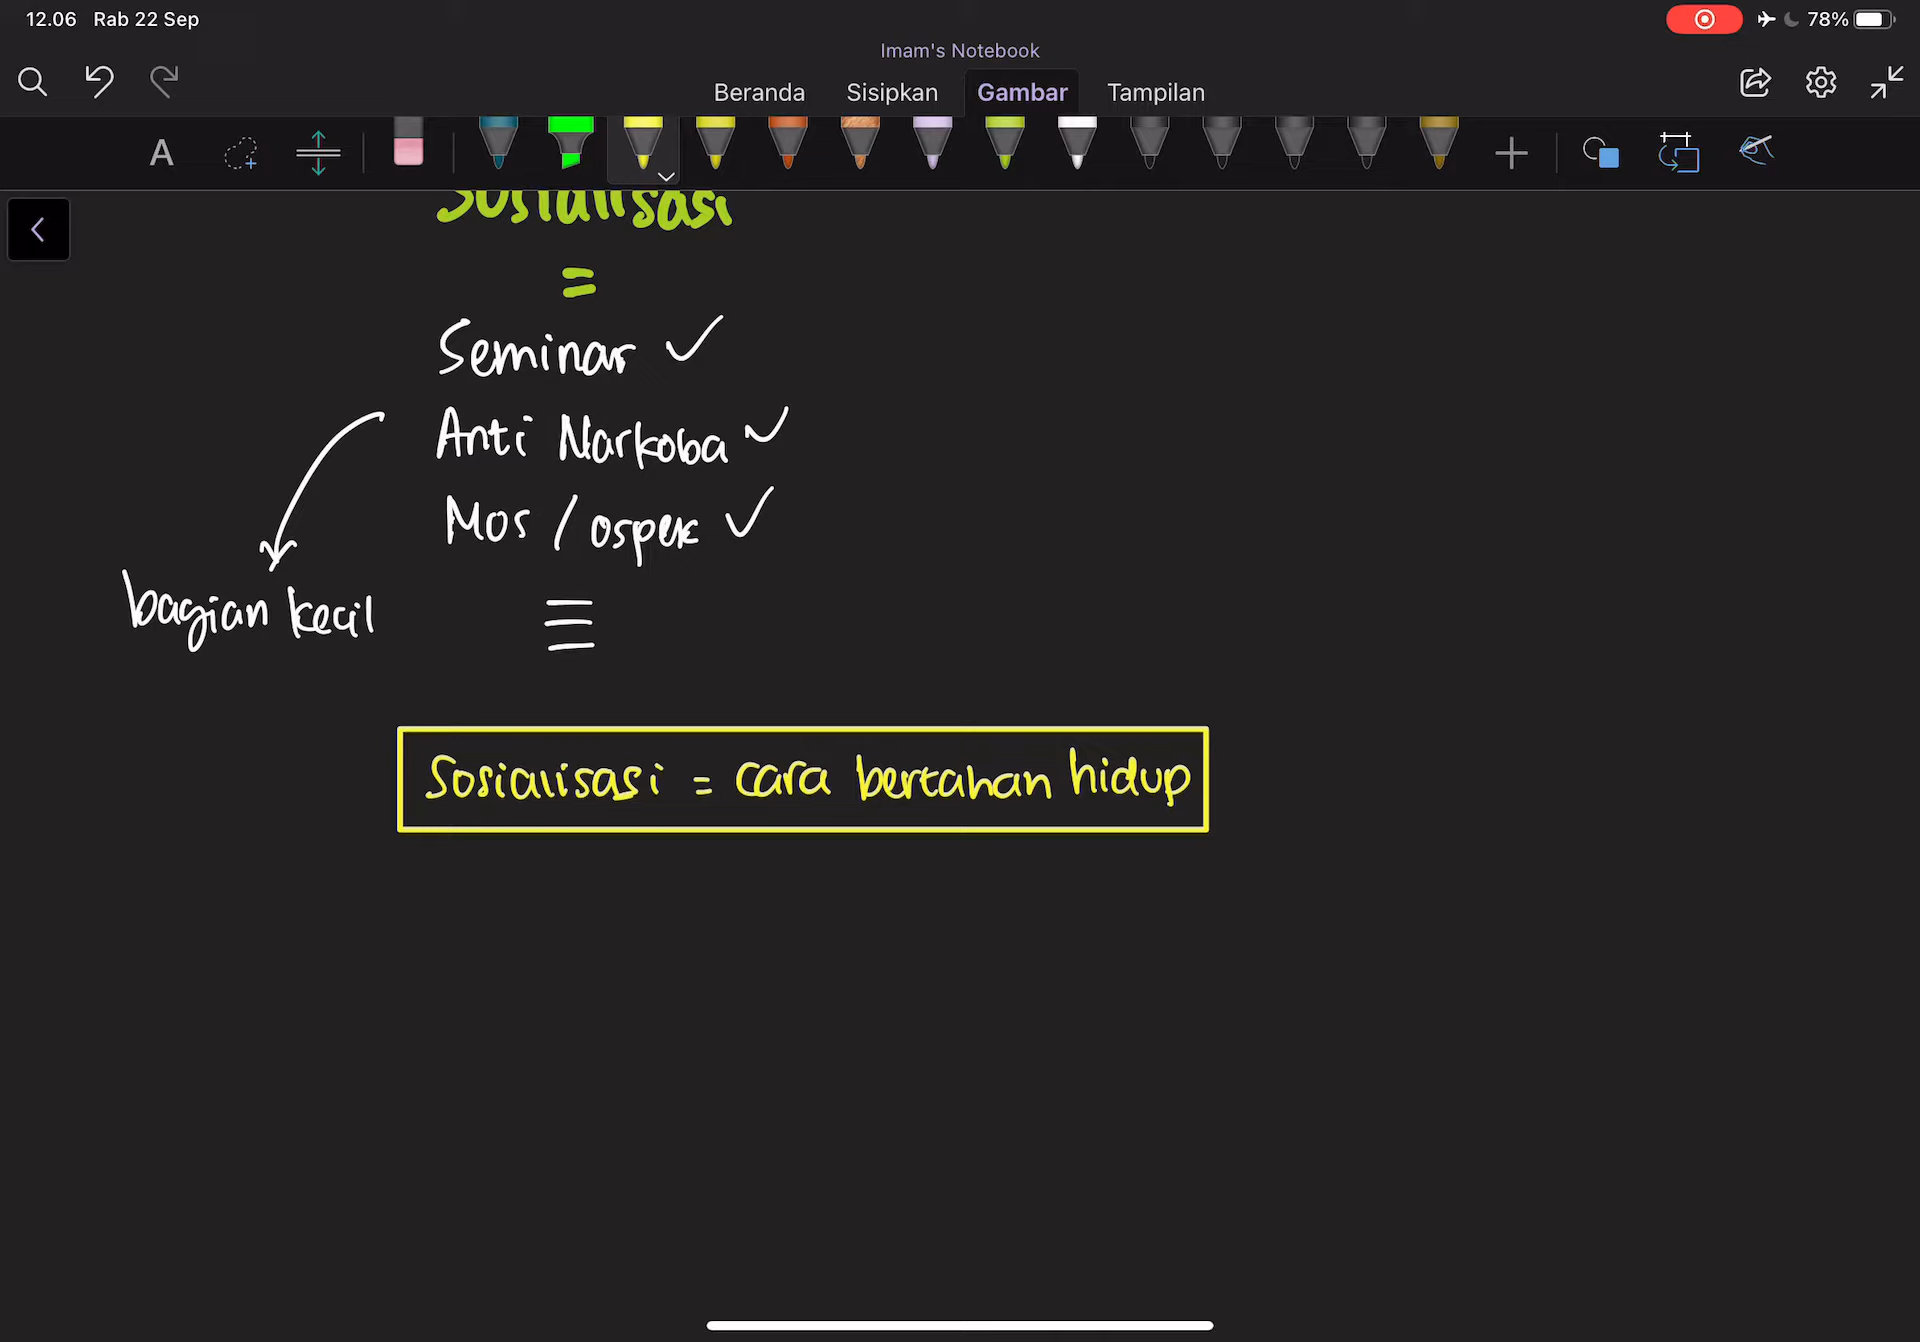 12.06 Rab 22 Sep
78%
Imam's Notebook
Beranda Sisipkan Gambar Tampilan
A
Sosialisasi
=
Seminar ✓
Anti Narkoba ✓
Mos / ospek ✓
bagian kecil
Sosialisasi = cara bertahan hidup